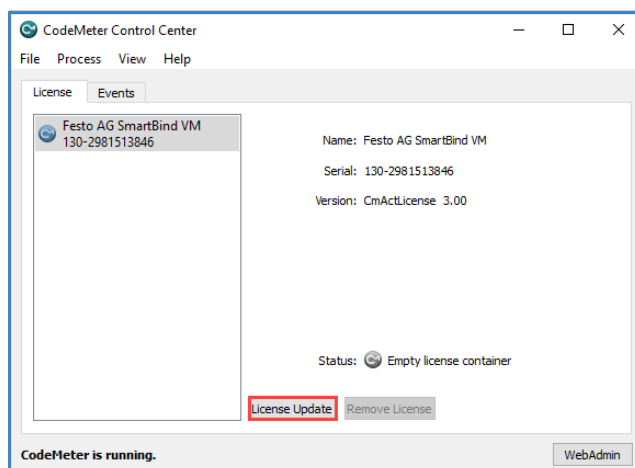 CodeMeter Control Center
File Process View Help
License Events
Festo AG SmartBind VM
130-2981513846
Name: Festo AG SmartBind VM
Serial: 130-2981513846
Version: CmActLicense 3.00
Status: Empty license container
License Update Remove License
CodeMeter is running. WebAdmin